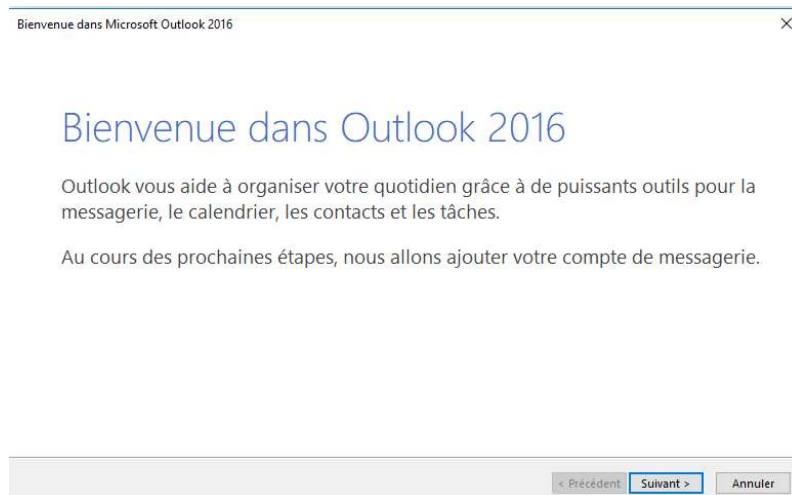 Bienvenue dans Microsoft Outlook 2016
Bienvenue dans Outlook 2016
Outlook vous aide à organiser votre quotidien grâce à de puissants outils pour la
messagerie, le calendrier, les contacts et les tâches.
Au cours des prochaines étapes, nous allons ajouter votre compte de messagerie.
< Précédent Suivant > Annuler